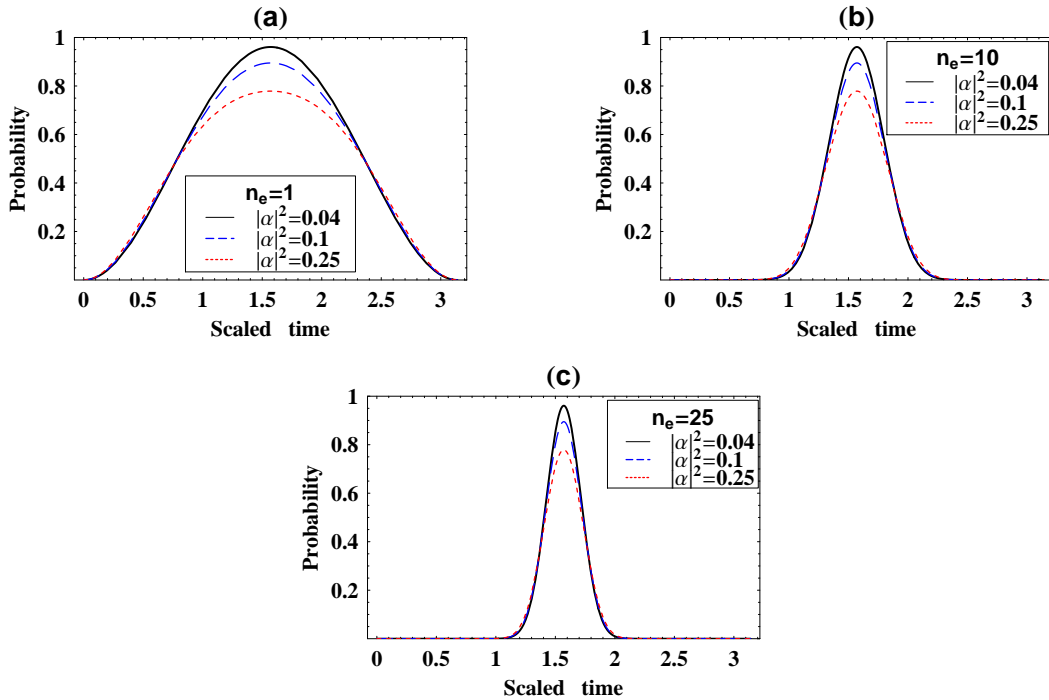 (a)
1
0.8
0.6
0.4
0.2
Probability
nₑ=1
|α|²=0.04
|α|²=0.1
|α|²=0.25
0 0.5 1 1.5 2 2.5 3
Scaled time
(b)
1
0.8
0.6
0.4
0.2
Probability
nₑ=10
|α|²=0.04
|α|²=0.1
|α|²=0.25
0 0.5 1 1.5 2 2.5 3
Scaled time
(c)
1
0.8
0.6
0.4
0.2
Probability
nₑ=25
|α|²=0.04
|α|²=0.1
|α|²=0.25
0 0.5 1 1.5 2 2.5 3
Scaled time